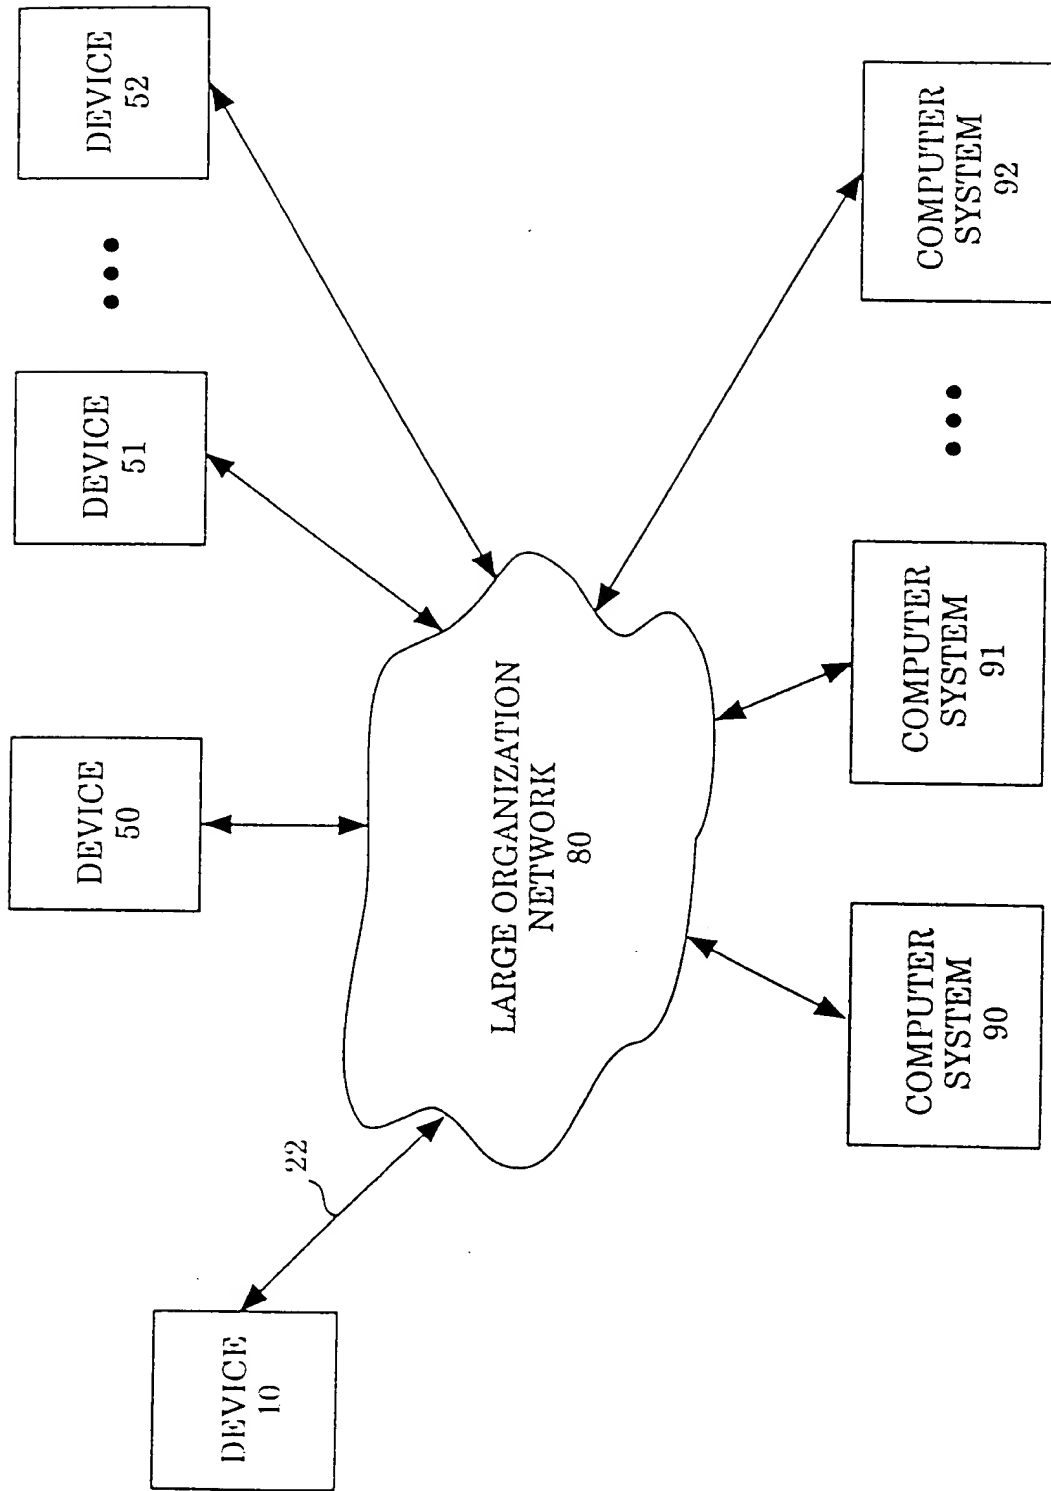 DEVICE
10
22
DEVICE
50
DEVICE
51
DEVICE
52
LARGE ORGANIZATION
NETWORK
80
COMPUTER
SYSTEM
90
COMPUTER
SYSTEM
91
COMPUTER
SYSTEM
92